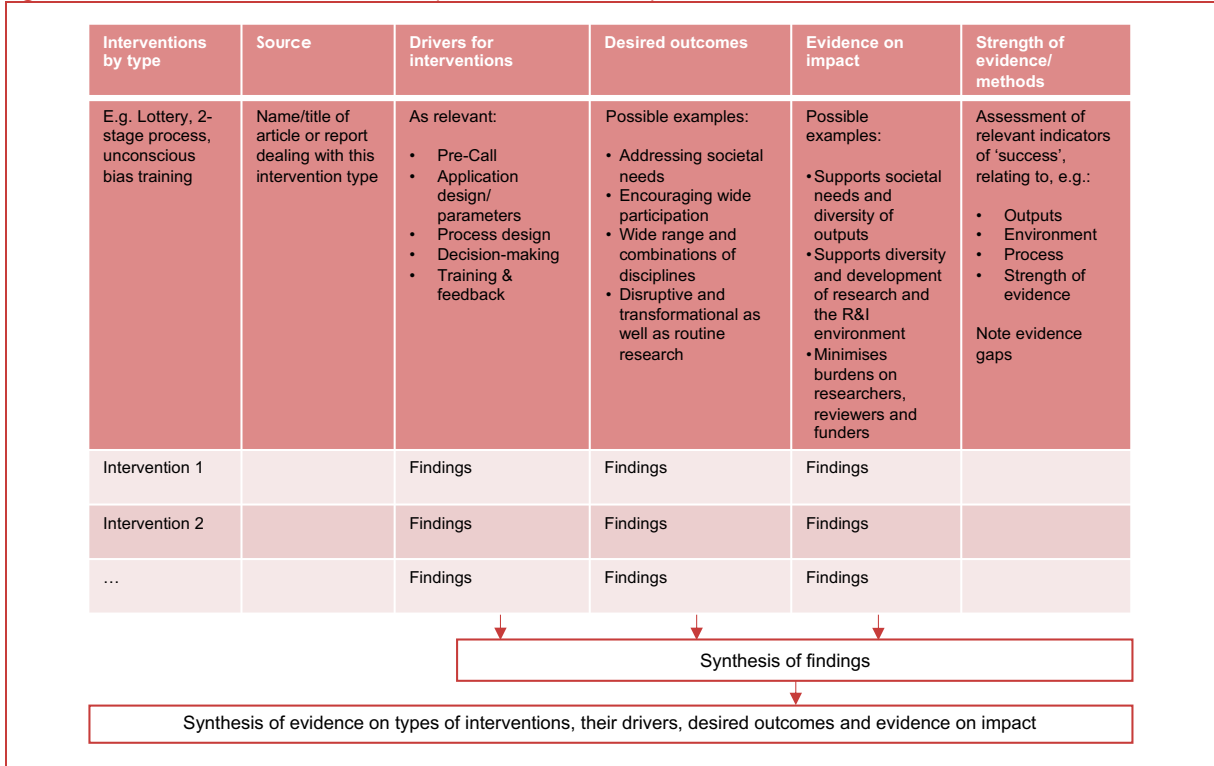 Interventions
by type
Source
Drivers for
interventions
Desired outcomes
Evidence on
impact
Strength of
evidence/
methods
E.g. Lottery, 2-
stage process,
unconscious
bias training
Name/title of
article or report
dealing with this
intervention type
As relevant:
• Pre-Call
• Application
design/
parameters
• Process design
• Decision-making
• Training &
feedback
Possible examples:
• Addressing societal
needs
• Encouraging wide
participation
• Wide range and
combinations of
disciplines
• Disruptive and
transformational as
well as routine
research
Possible
examples:
• Supports societal
needs and
diversity of
outputs
• Supports diversity
and development
of research and
the R&I
environment
• Minimises
burdens on
researchers,
reviewers and
funders
Assessment of
relevant indicators
of ‘success’,
relating to, e.g.:
• Outputs
• Environment
• Process
• Strength of
evidence
Note evidence
gaps
Intervention 1
Findings
Findings
Findings
Intervention 2
Findings
Findings
Findings
…
Findings
Findings
Findings
Synthesis of findings
Synthesis of evidence on types of interventions, their drivers, desired outcomes and evidence on impact